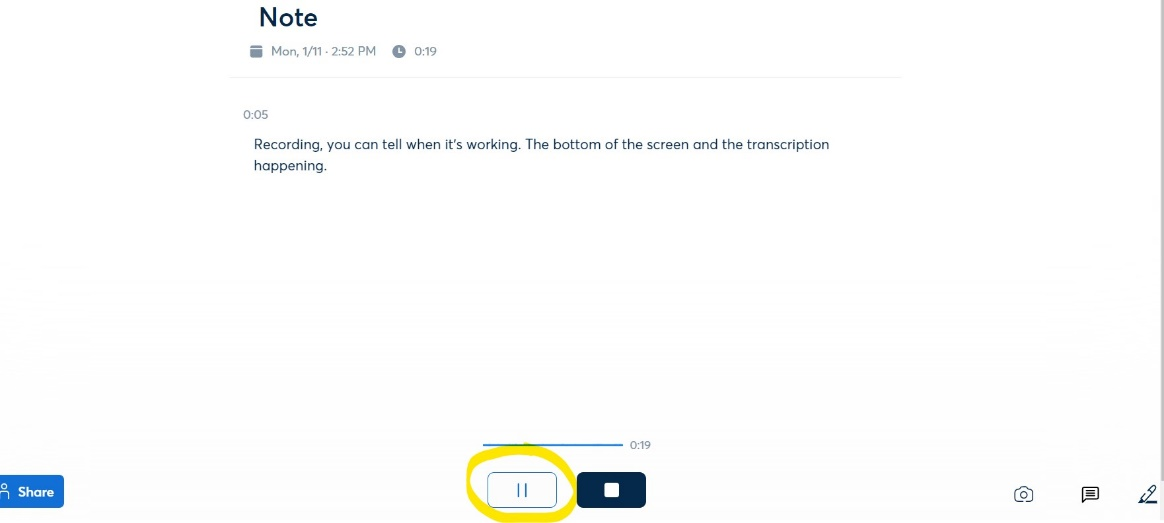 Note
Mon, 1/11 · 2:52 PM 0:19
0:05
Recording, you can tell when it's working. The bottom of the screen and the transcription
happening.
0:19
Share